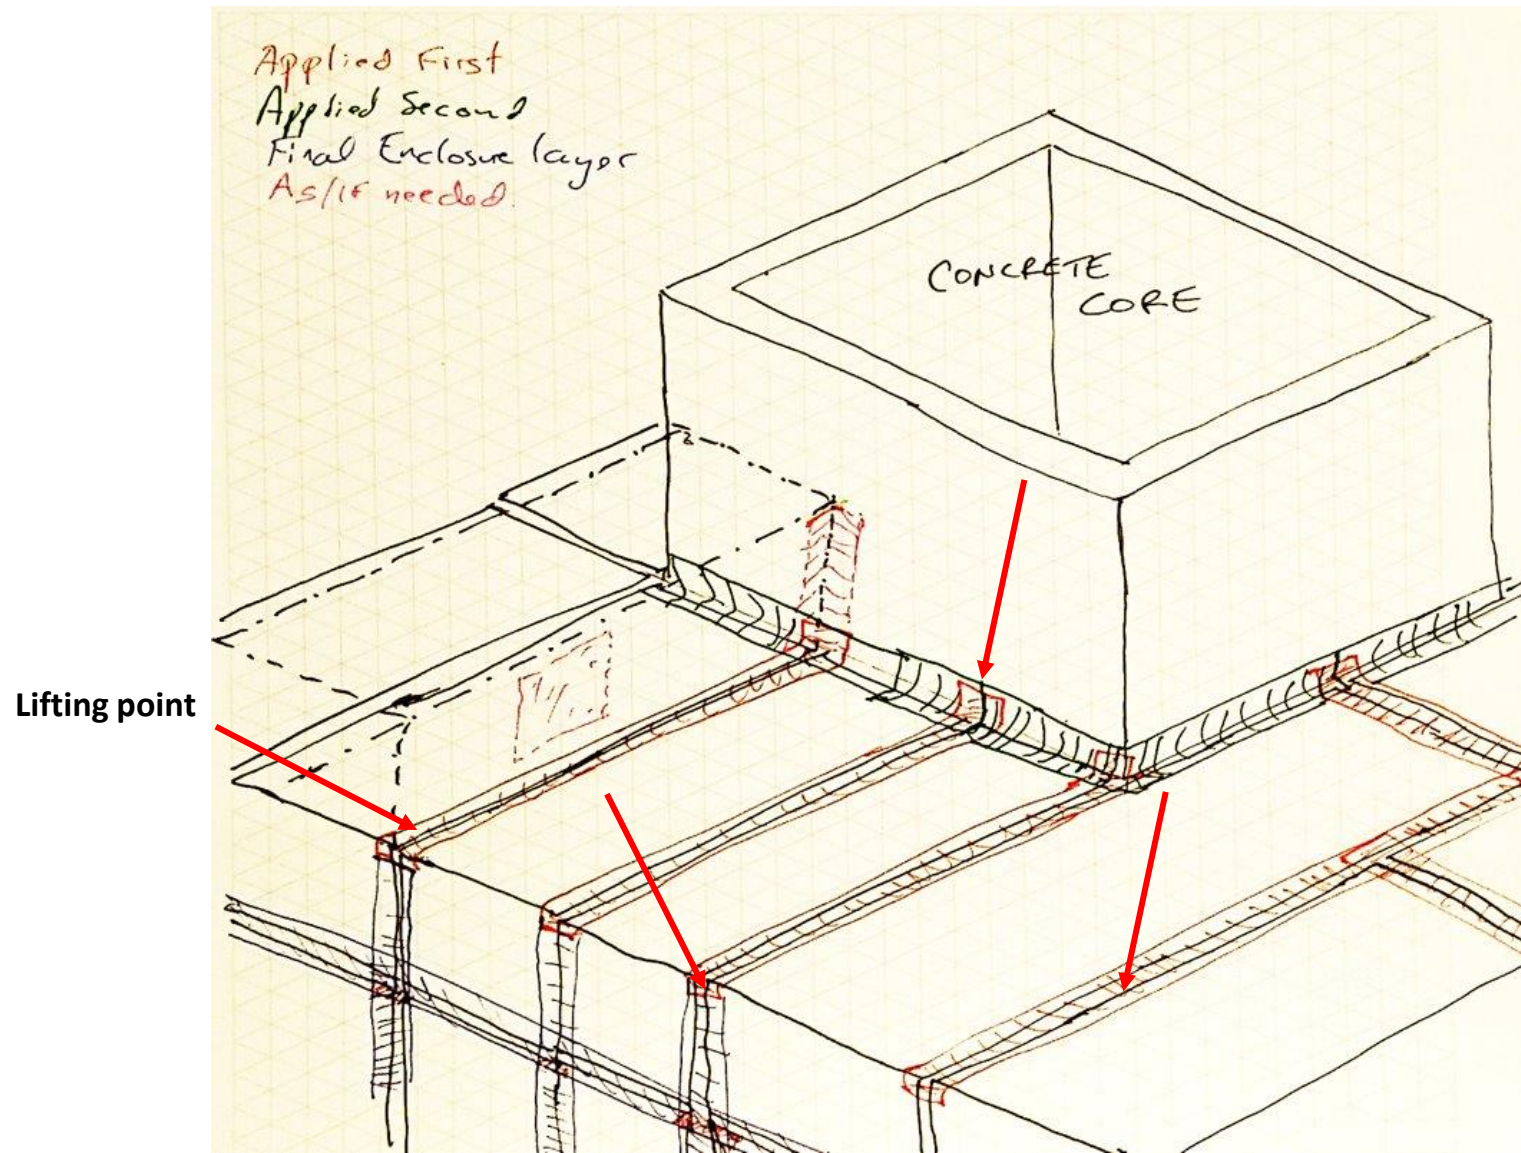 Applied First
Applied Second
Final Enclosure layer
As/If needed.
CONCRETE
CORE
Lifting point